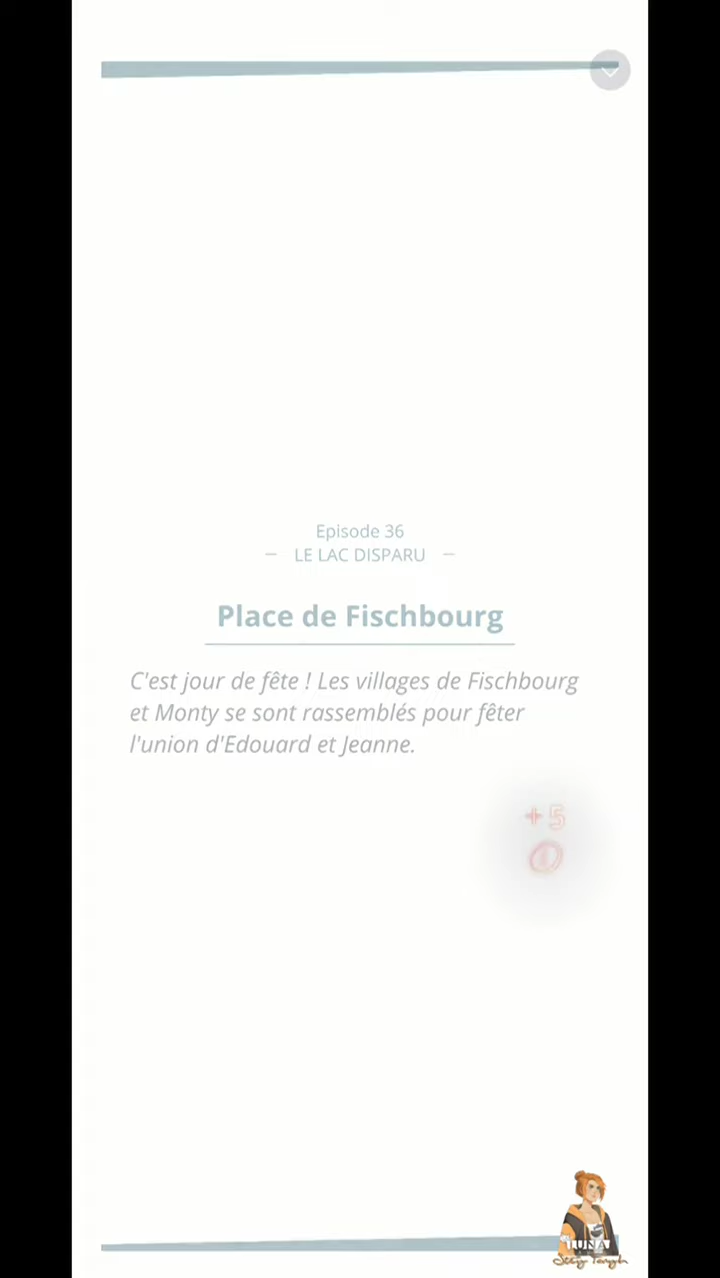 Episode 36
— LE LAC DISPARU —
Place de Fischbourg
C'est jour de fête ! Les villages de Fischbourg
et Monty se sont rassemblés pour fêter
l'union d'Edouard et Jeanne.
+ 5
LUNA